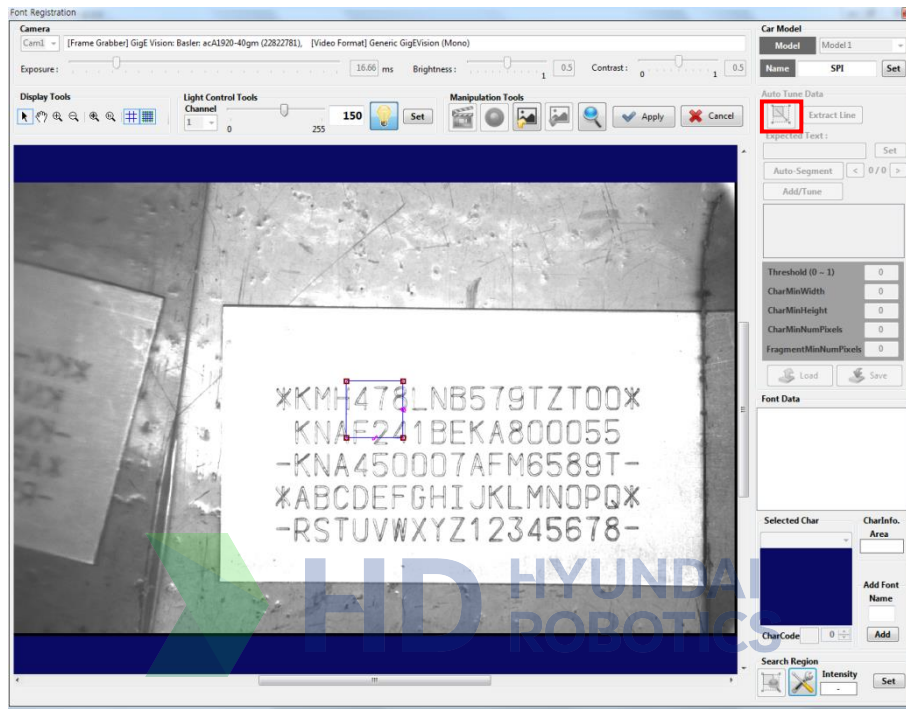 Font Registration
Camera
Cam1 [Frame Grabber] GigE Vision: Basler: acA1920-40gm (22822781), [Video Format] Generic GigEVision (Mono)
Exposure : 16.66 ms Brightness : 1 0.5 Contrast : 0 1 0.5
Display Tools
Light Control Tools
Channel
1 0 255 150 Set
Manipulation Tools
Apply Cancel
*KMH478LNB579TZT00*
KNAF241BEKA800055
-KNA450007AFM6589T-
*ABCDEFGHIJKLMNOPQ*
-RSTUVWXYZ12345678-
HD HYUNDAI
ROBOTICS
Car Model
Model Model 1
Name SPI Set
Auto Tune Data
Extract Line
Expected Text :
Set
Auto-Segment < 0 / 0 >
Add/Tune
Threshold (0 ~ 1) 0
CharMinWidth 0
CharMinHeight 0
CharMinNumPixels 0
FragmentMinNumPixels 0
Load Save
Font Data
Selected Char
CharInfo.
Area
Add Font
Name
CharCode 0 Add
Search Region
Intensity
- Set